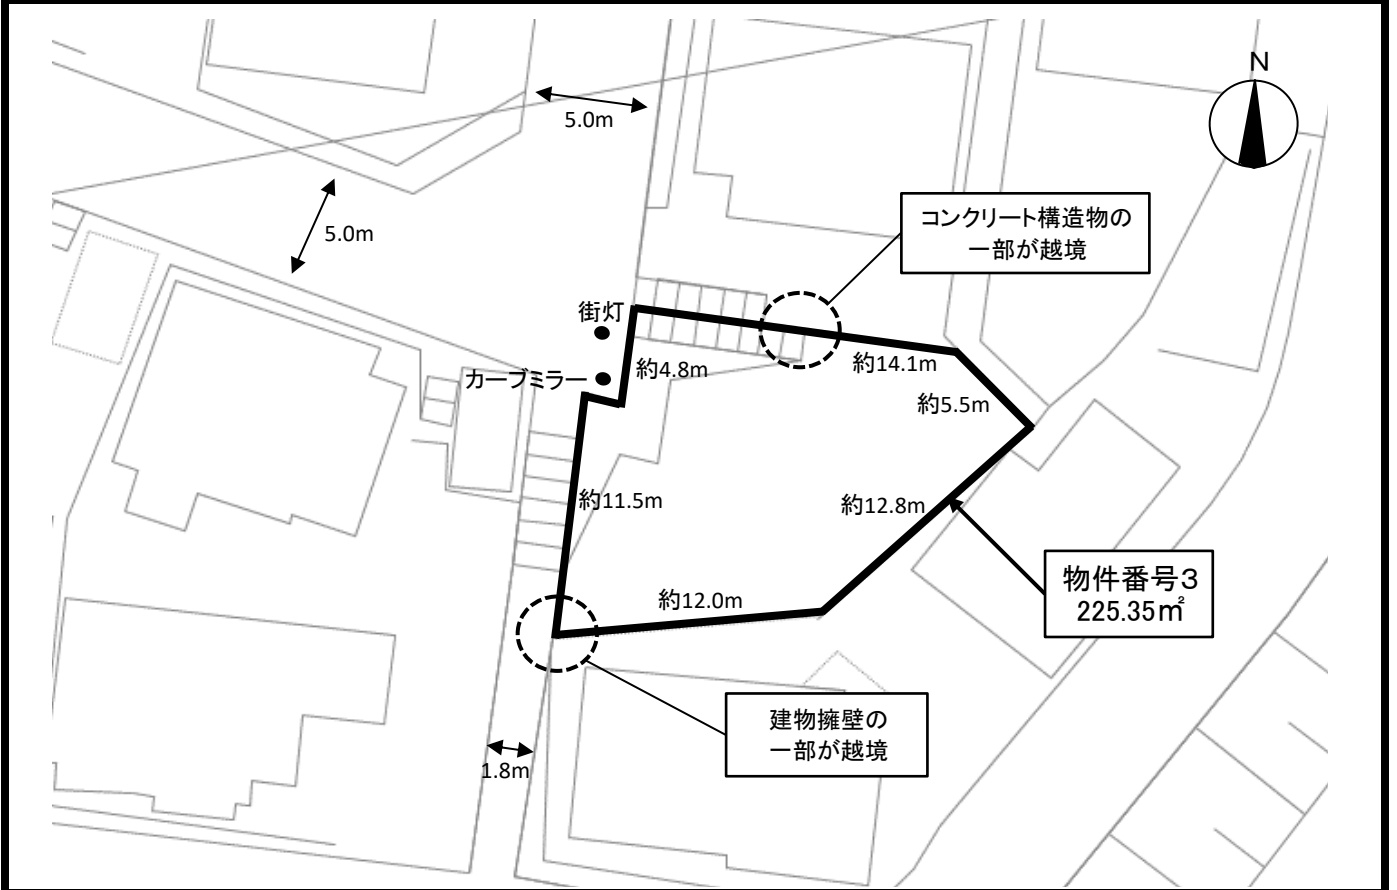 N
5.0m
コンクリート構造物の
一部が越境
5.0m
街灯
約4.8m
約14.1m
カーブミラー
約5.5m
約11.5m
約12.8m
物件番号3
225.35㎡
約12.0m
建物擁壁の
一部が越境
1.8m